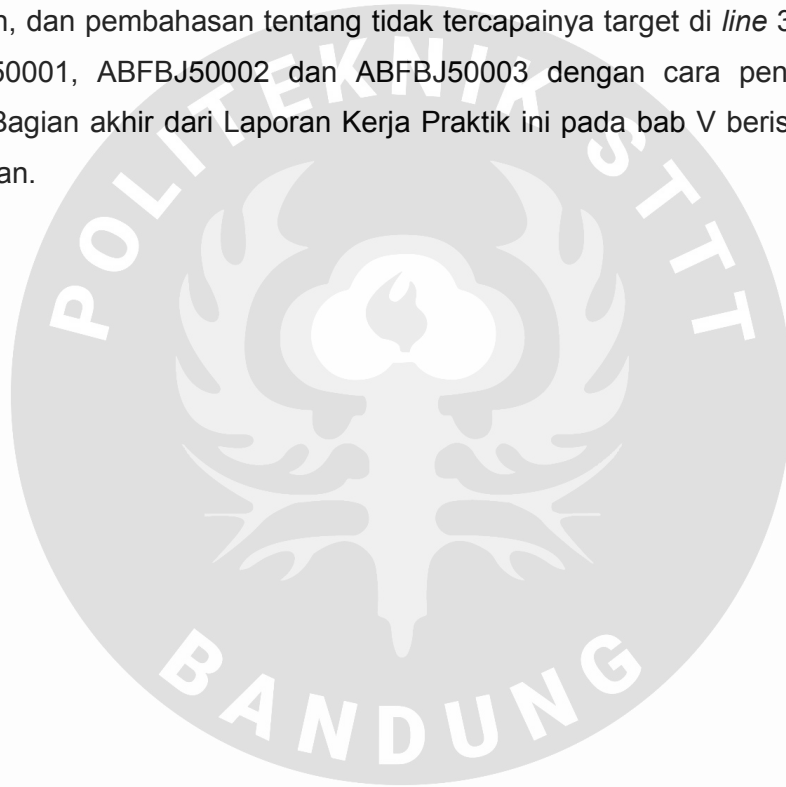 n, dan pembahasan tentang tidak tercapainya target di line 3
50001, ABFBJ50002 dan ABFBJ50003 dengan cara pen
Bagian akhir dari Laporan Kerja Praktik ini pada bab V beris
an.
POLITEKNIK STTT
BANDUNG